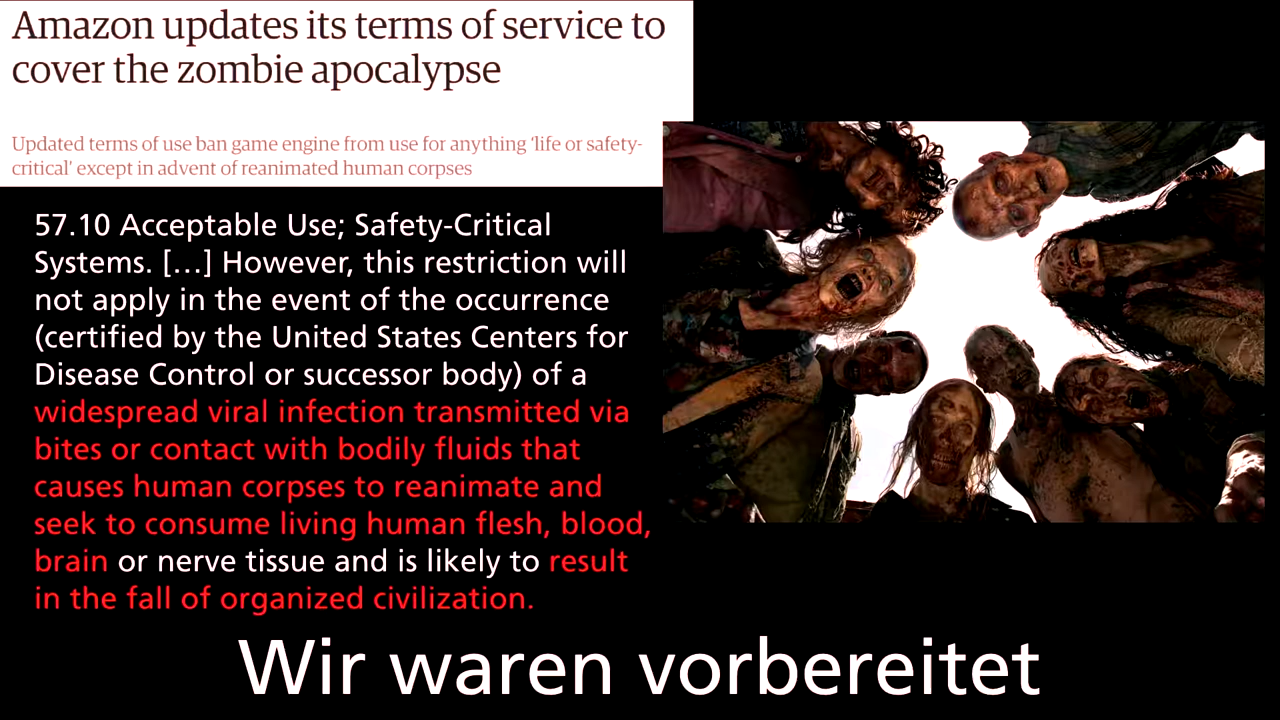 Amazon updates its terms of service to
cover the zombie apocalypse
Updated terms of use ban game engine from use for anything ‘life or safety-
critical’ except in advent of reanimated human corpses
57.10 Acceptable Use; Safety-Critical
Systems. […] However, this restriction will
not apply in the event of the occurrence
(certified by the United States Centers for
Disease Control or successor body) of a
widespread viral infection transmitted via
bites or contact with bodily fluids that
causes human corpses to reanimate and
seek to consume living human flesh, blood,
brain or nerve tissue and is likely to result
in the fall of organized civilization.
Wir waren vorbereitet